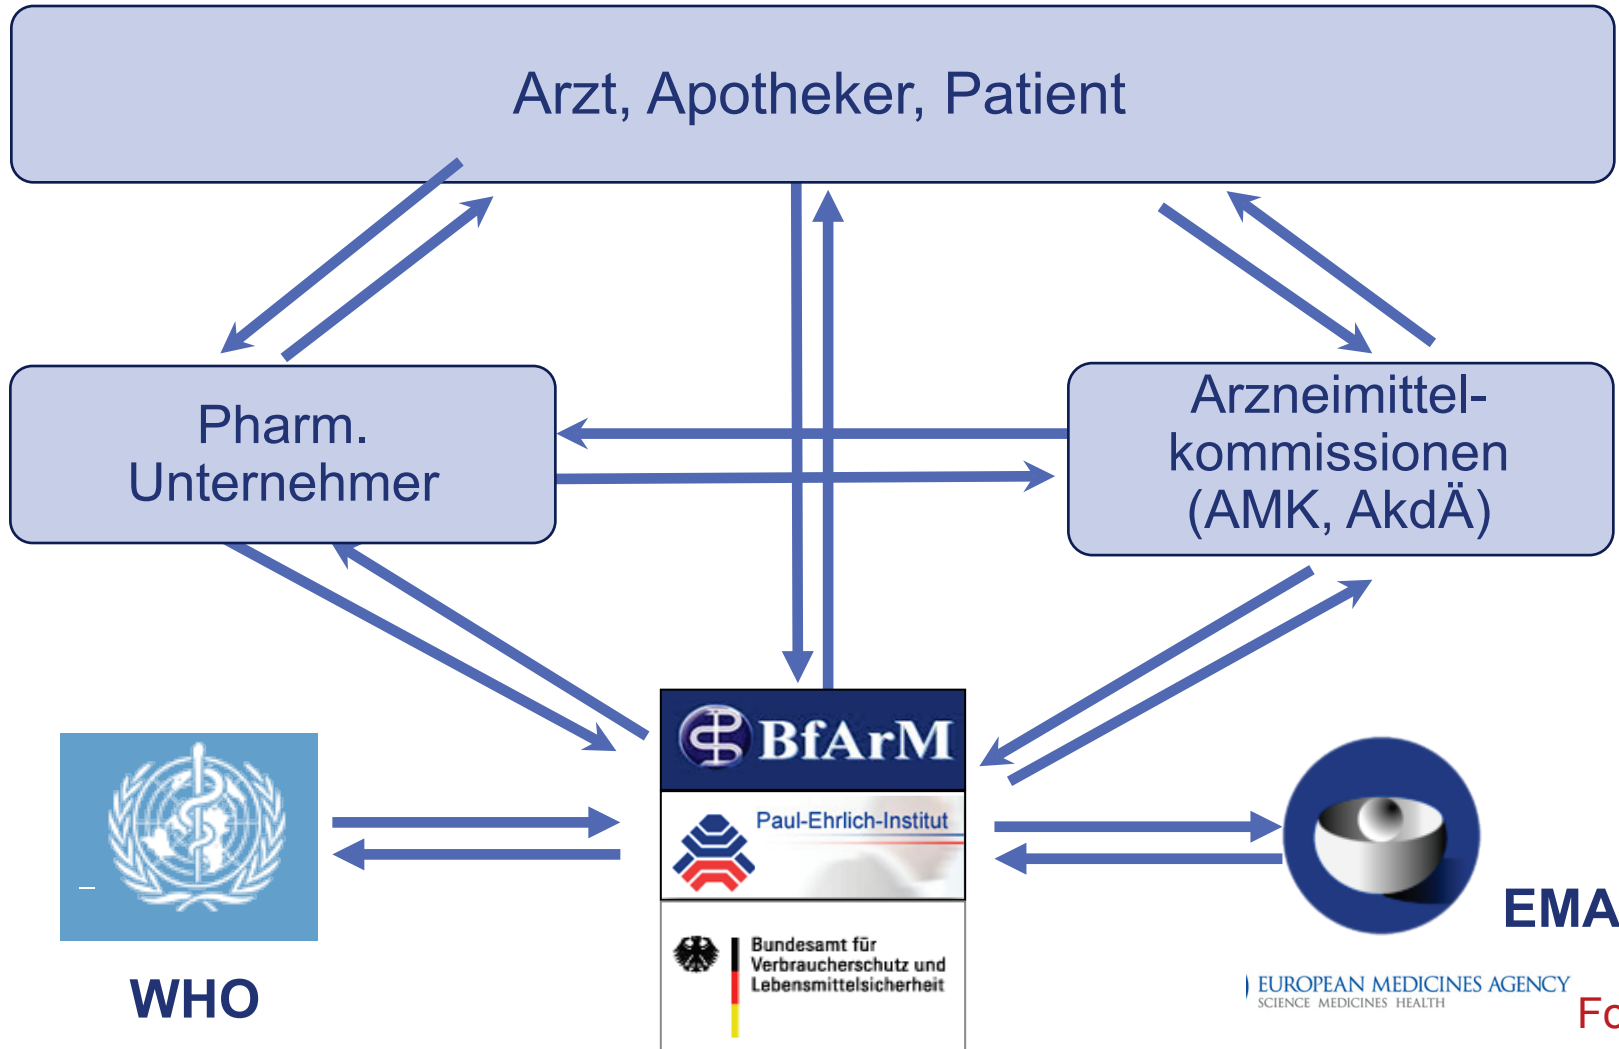 Arzt, Apotheker, Patient
Pharm.
Unternehmer
Arzneimittel-
kommissionen
(AMK, AkdÄ)
BfArM
Paul-Ehrlich-Institut
Bundesamt für
Verbraucherschutz und
Lebensmittelsicherheit
WHO
EMA
EUROPEAN MEDICINES AGENCY
SCIENCE MEDICINES HEALTH
Fo